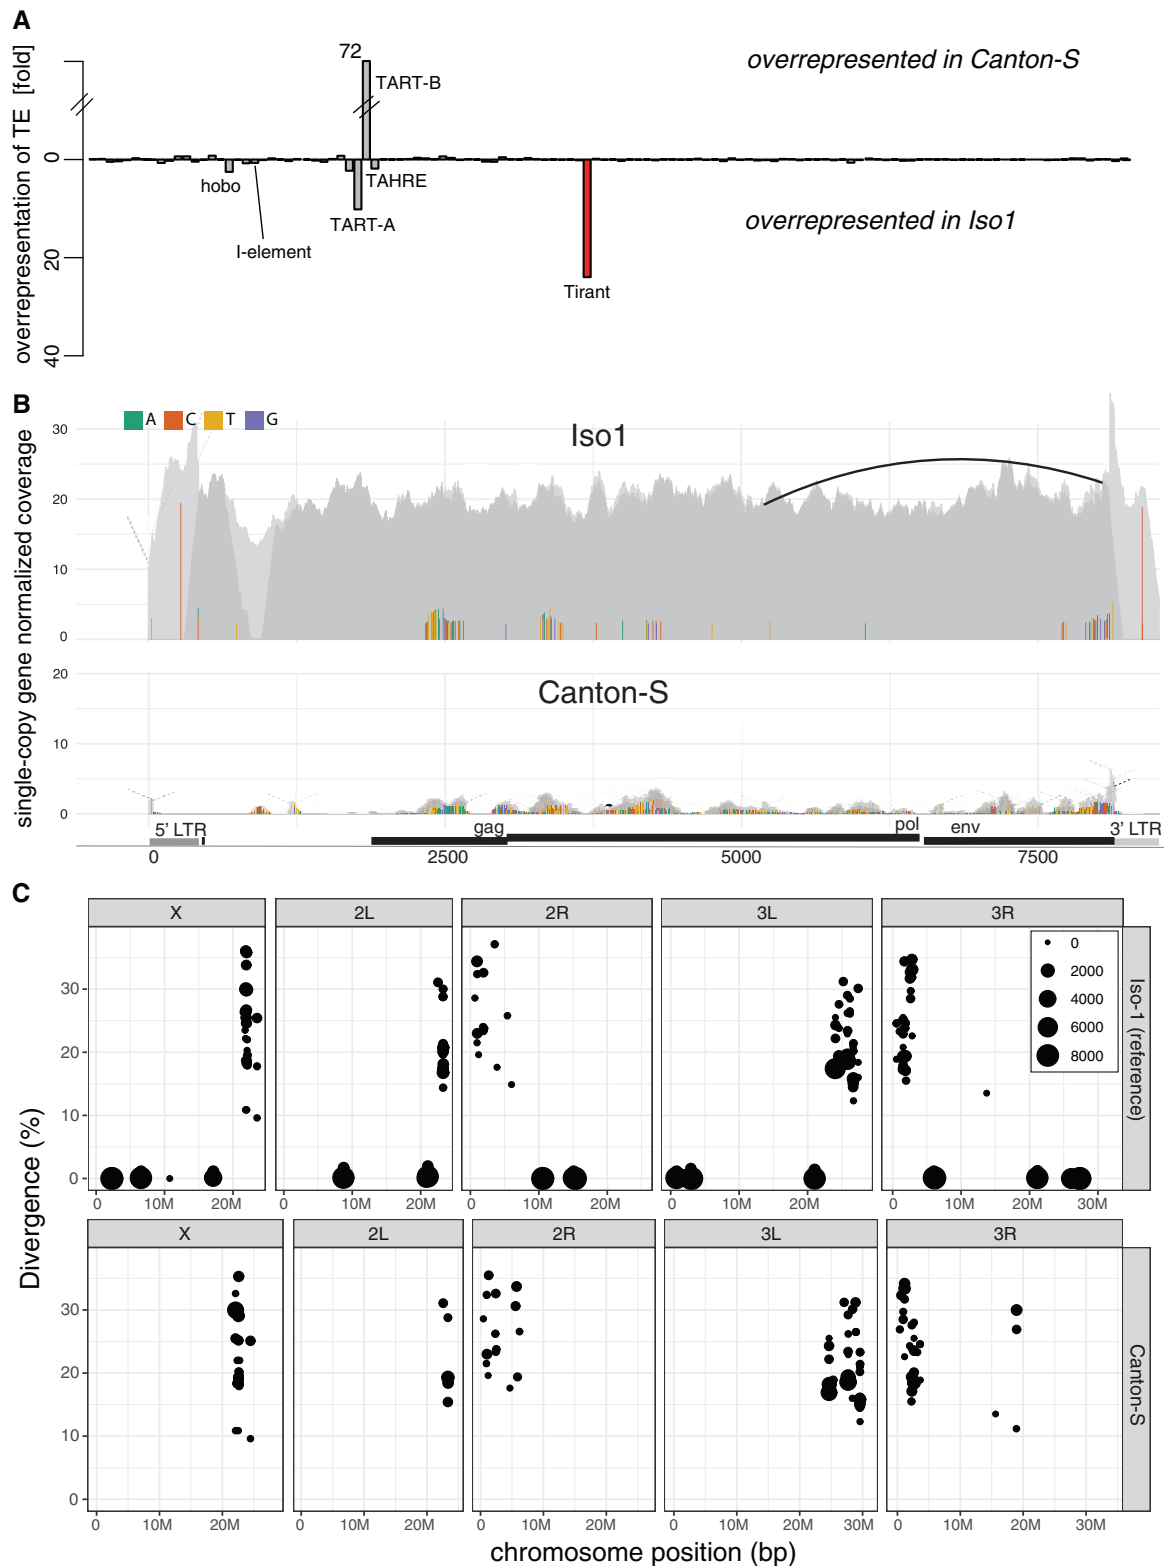 A
overrepresentation of TE [fold]
72
overrepresented in Canton-S
TART-B
0
hobo
TAHRE
TART-A
overrepresented in Iso1
I-element
20
Tirant
40
B
single-copy gene normalized coverage
A C T G
Iso1
30
20
10
0
Canton-S
20
10
0
5' LTR gag pol env 3' LTR
0 2500 5000 7500
C
Divergence (%)
X 2L 2R 3L 3R
Iso-1 (reference)
0
2000
4000
6000
8000
30
20
10
0
0 10M 20M 0 10M 20M 0 10M 20M 0 10M 20M 0 10M 20M 30M
X 2L 2R 3L 3R
Canton-S
30
20
10
0
0 10M 20M 0 10M 20M 0 10M 20M 0 10M 20M 30M 0 10M 20M 30M
chromosome position (bp)